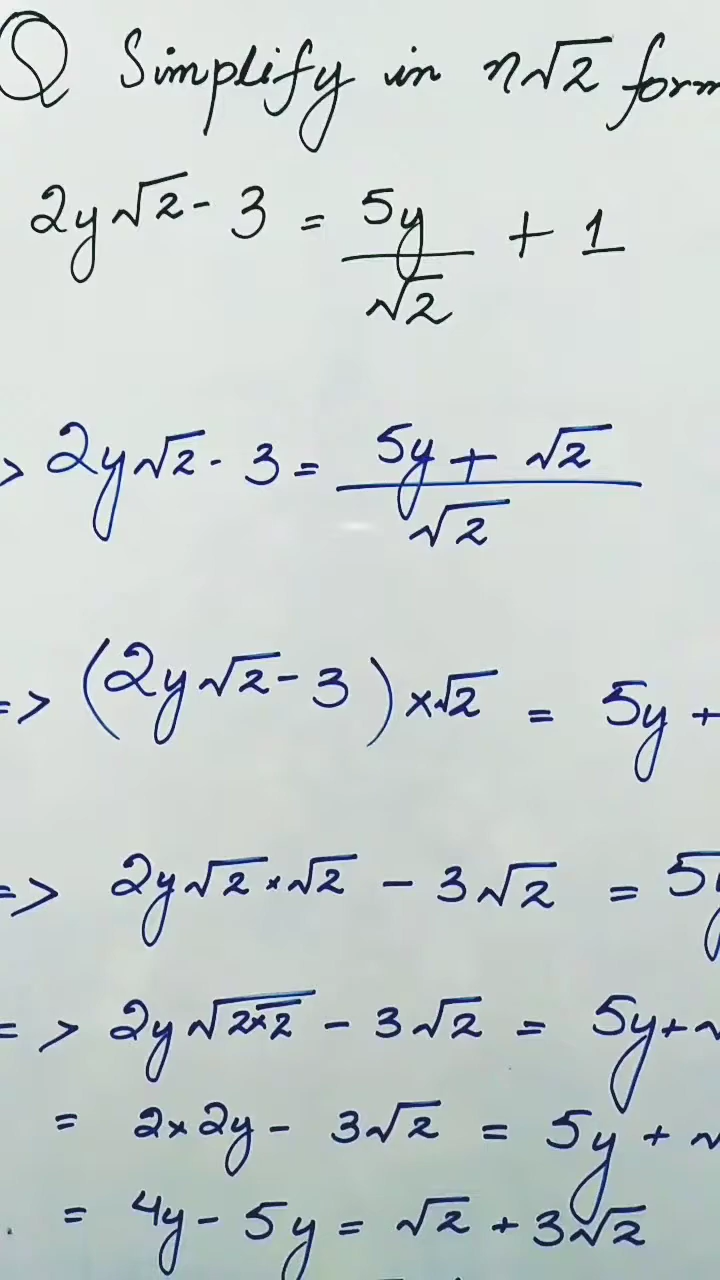 Q Simplify in n√2 form
2y√2 - 3 = 5y/√2 + 1
> 2y√2 - 3 = (5y + √2)/√2
=> (2y√2 - 3) ×√2 = 5y +
=> 2y√2 × √2 - 3√2 = 5y
=> 2y√(2×2) - 3√2 = 5y + √
= 2×2y - 3√2 = 5y + √
= 4y - 5y = √2 + 3√2